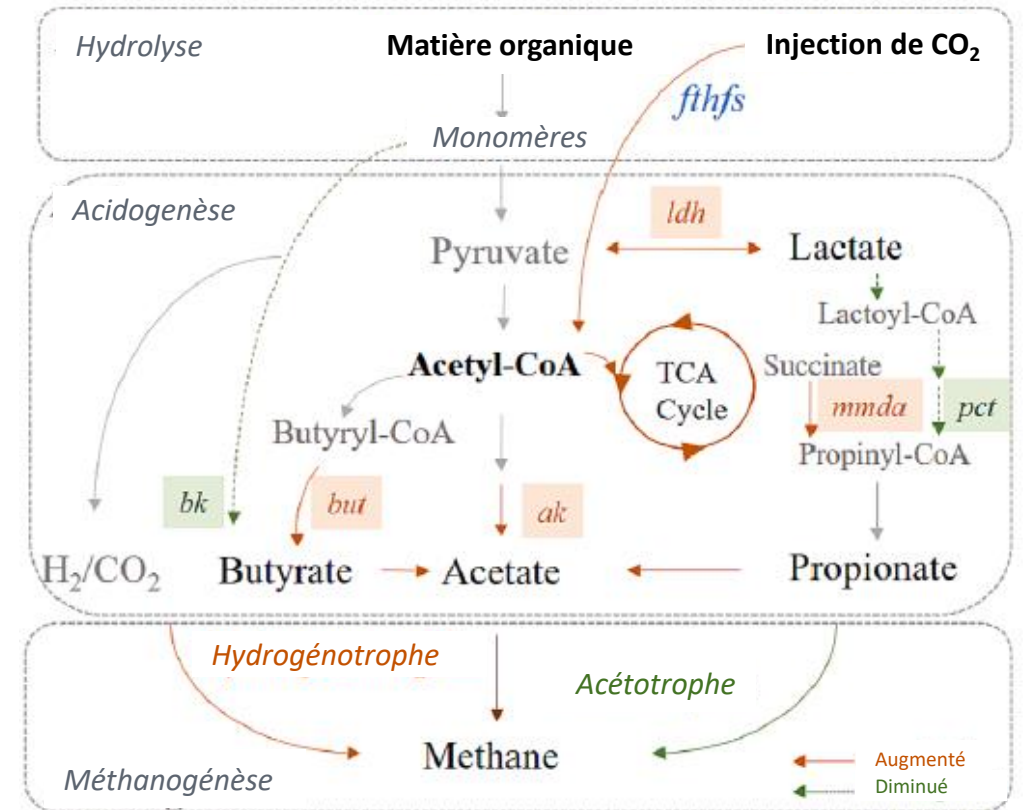 Hydrolyse
Matière organique
Injection de CO₂
fthfs
Monomères
Acidogenèse
ldh
Pyruvate
Lactate
Lactoyl-CoA
Acetyl-CoA
TCA
Cycle
Succinate
mmda
pct
Butyryl-CoA
Propinyl-CoA
bk
but
ak
H₂/CO₂
Butyrate
Acetate
Propionate
Hydrogénotrophe
Acétotrophe
Methane
Méthanogénèse
Augmenté
Diminué